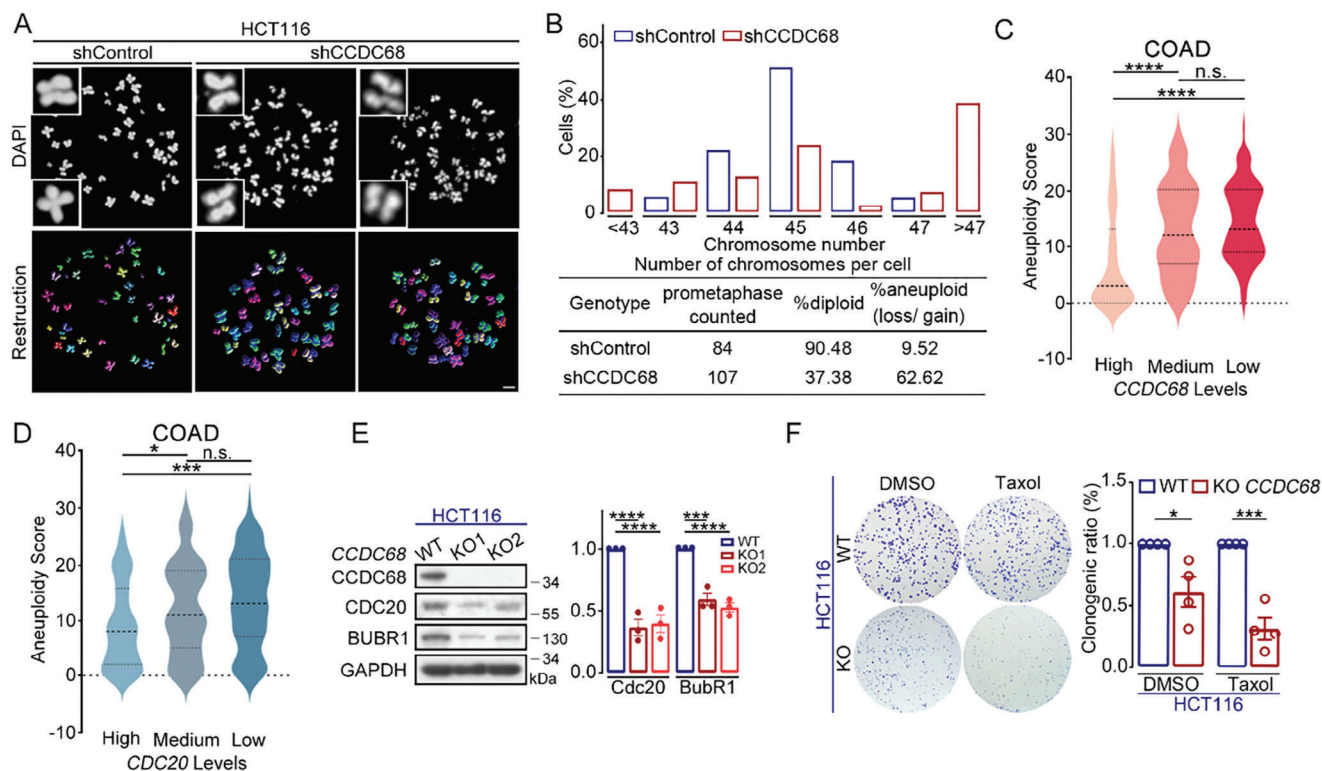 A
HCT116
shControl
shCCDC68
DAPI
Restruction
B
Cells (%)
60
40
20
0
shControl
shCCDC68
<43
43
44
45
46
47
>47
Chromosome number
Number of chromosomes per cell
Genotype
prometaphase counted
%diploid
%aneuploid (loss/ gain)
shControl 84 90.48 9.52
shCCDC68 107 37.38 62.62
C
COAD
****
n.s.
****
Aneuploidy Score
40
30
20
10
0
-10
High
Medium
Low
CCDC68 Levels
D
COAD
*
n.s.
***
Aneuploidy Score
40
30
20
10
0
-10
High
Medium
Low
CDC20 Levels
E
HCT116
CCDC68 WT KO1 KO2
CCDC68
34
CDC20
55
BUBR1
130
GAPDH
34
kDa
****
****
***
****
WT
KO1
KO2
1.0
0.5
0.0
Cdc20
BubR1
F
DMSO
Taxol
HCT116
WT
KO
Clonogenic ratio (%)
1.5
1.0
0.5
0.0
WT
KO CCDC68
*
***
DMSO
Taxol
HCT116